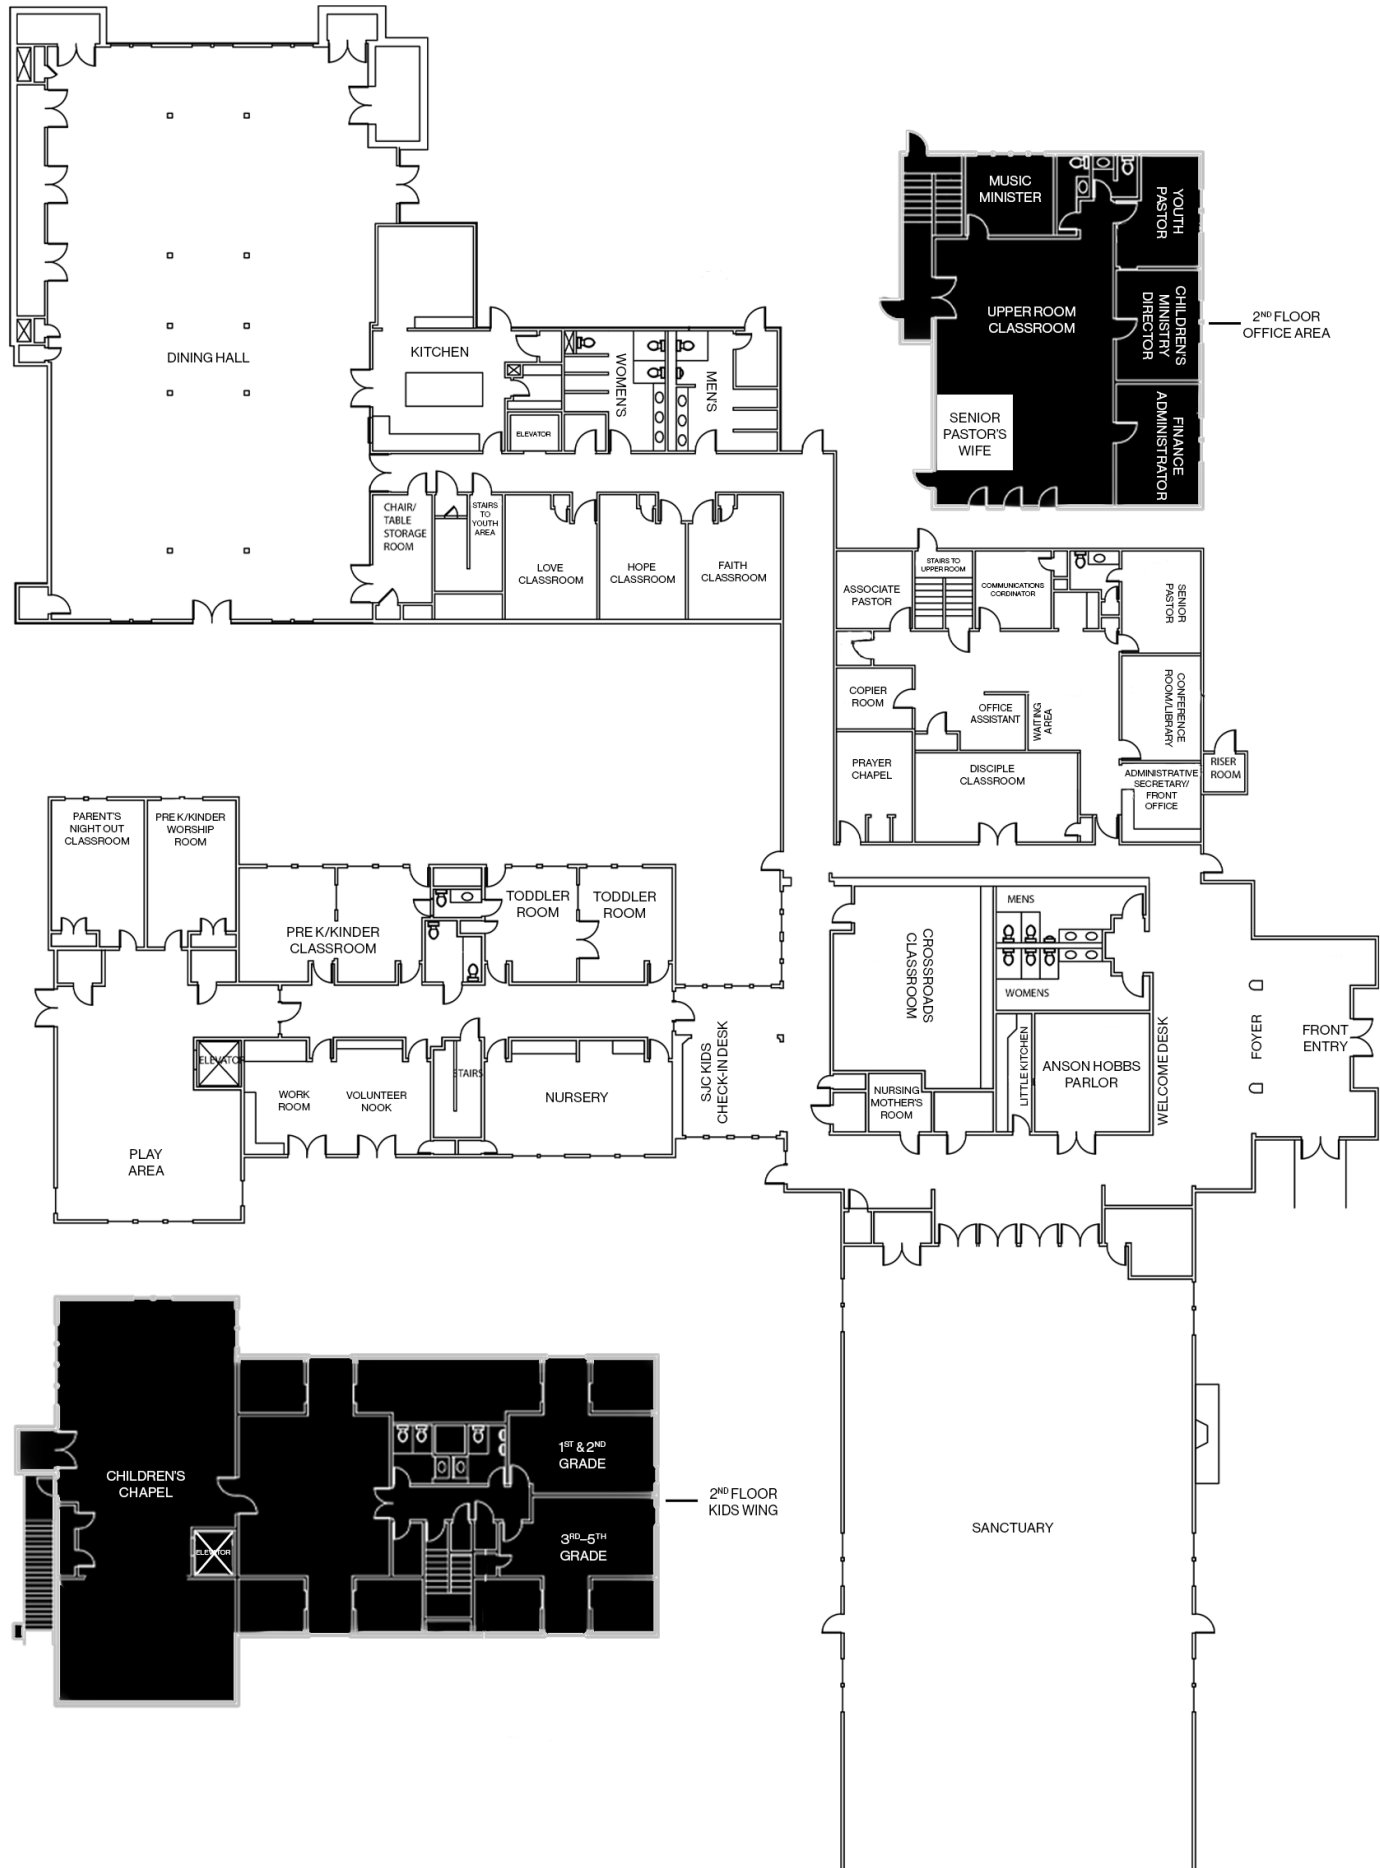 MUSIC
MINISTER
YOUTH
PASTOR
UPPER ROOM
CLASSROOM
CHILDREN'S
MINISTRY
DIRECTOR
2ND FLOOR
OFFICE AREA
SENIOR
PASTOR'S
WIFE
FINANCE
ADMINISTRATOR
DINING HALL
KITCHEN
WOMEN'S
MEN'S
ELEVATOR
CHAIR/
TABLE
STORAGE
ROOM
STAIRS
TO
YOUTH
AREA
LOVE
CLASSROOM
HOPE
CLASSROOM
FAITH
CLASSROOM
ASSOCIATE
PASTOR
STAIRS TO
UPPER ROOM
COMMUNICATIONS
CORDINATOR
SENIOR
PASTOR
COPIER
ROOM
OFFICE
ASSISTANT
WAITING
AREA
CONFERENCE
ROOM/LIBRARY
PRAYER
CHAPEL
DISCIPLE
CLASSROOM
ADMINISTRATIVE
SECRETARY/
FRONT
OFFICE
RISER
ROOM
PARENT'S
NIGHT OUT
CLASSROOM
PRE K/KINDER
WORSHIP
ROOM
PRE K/KINDER
CLASSROOM
TODDLER
ROOM
TODDLER
ROOM
MENS
WOMENS
CROSSROADS
CLASSROOM
LITTLE KITCHEN
ANSON HOBBS
PARLOR
WELCOME DESK
FOYER
FRONT
ENTRY
ELEVATOR
WORK
ROOM
VOLUNTEER
NOOK
STAIRS
NURSERY
SJC KIDS
CHECK-IN DESK
NURSING
MOTHER'S
ROOM
PLAY
AREA
CHILDREN'S
CHAPEL
1ST & 2ND
GRADE
2ND FLOOR
KIDS WING
3RD–5TH
GRADE
ELEVATOR
SANCTUARY